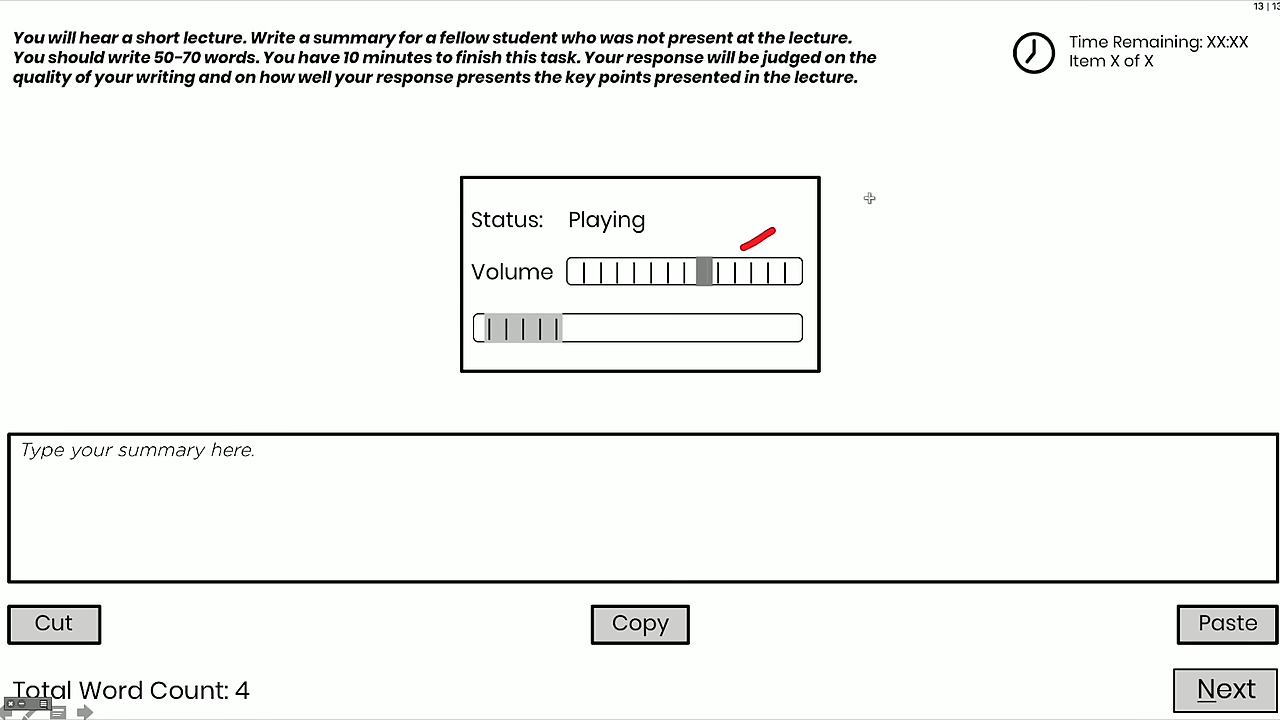 13 | 13
You will hear a short lecture. Write a summary for a fellow student who was not present at the lecture.
You should write 50-70 words. You have 10 minutes to finish this task. Your response will be judged on the
quality of your writing and on how well your response presents the key points presented in the lecture.
Time Remaining: XX:XX
Item X of X
Status: Playing
Volume
Type your summary here.
Cut
Copy
Paste
Total Word Count: 4
Next